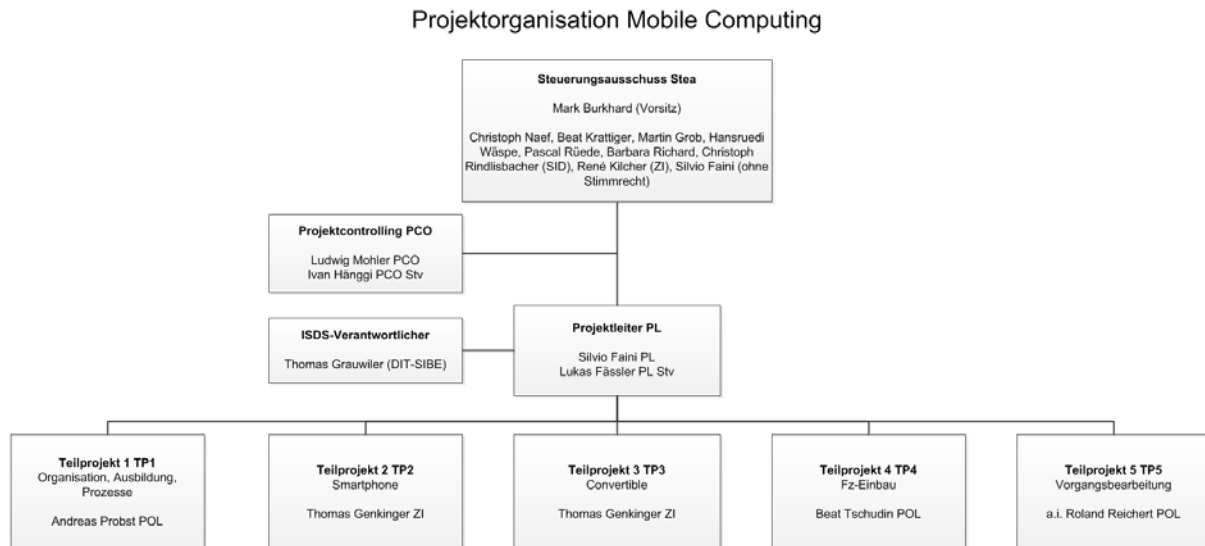 Projektorganisation Mobile Computing
Steuerungsausschuss Stea
Mark Burkhard (Vorsitz)
Christoph Naef, Beat Krattiger, Martin Grob, Hansruedi
Wäspe, Pascal Rüede, Barbara Richard, Christoph
Rindlisbacher (SID), René Kilcher (ZI), Silvio Faini (ohne
Stimmrecht)
Projektcontrolling PCO
Ludwig Mohler PCO
Ivan Hänggi PCO Stv
ISDS-Verantwortlicher
Thomas Grauwiler (DIT-SIBE)
Projektleiter PL
Silvio Faini PL
Lukas Fässler PL Stv
Teilprojekt 1 TP1
Organisation, Ausbildung,
Prozesse
Andreas Probst POL
Teilprojekt 2 TP2
Smartphone
Thomas Genkinger ZI
Teilprojekt 3 TP3
Convertible
Thomas Genkinger ZI
Teilprojekt 4 TP4
Fz-Einbau
Beat Tschudin POL
Teilprojekt 5 TP5
Vorgangsbearbeitung
a.i. Roland Reichert POL